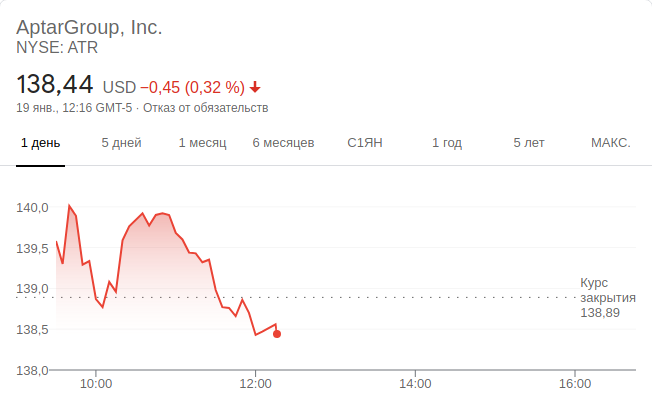 AptarGroup, Inc.
NYSE: ATR
138,44 USD −0,45 (0,32 %)
19 янв., 12:16 GMT-5 · Отказ от обязательств
1 день 5 дней 1 месяц 6 месяцев С1ЯН 1 год 5 лет МАКС.
140,0
139,5
139,0
138,5
138,0
Курс
закрытия
138,89
10:00 12:00 14:00 16:00